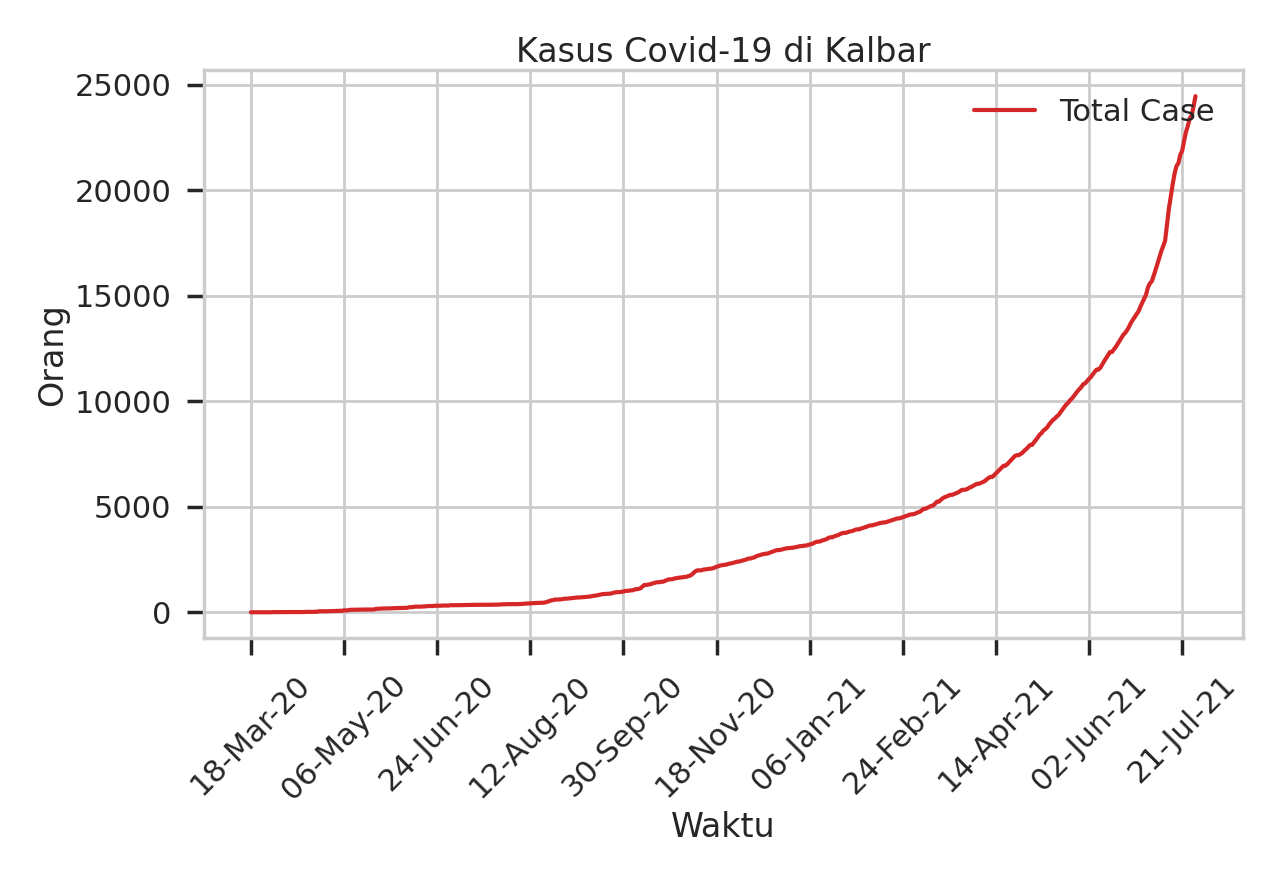 Kasus Covid-19 di Kalbar
25000
20000
15000
10000
5000
0
Orang
Total Case
18-Mar-20
06-May-20
24-Jun-20
12-Aug-20
30-Sep-20
18-Nov-20
06-Jan-21
24-Feb-21
14-Apr-21
02-Jun-21
21-Jul-21
Waktu